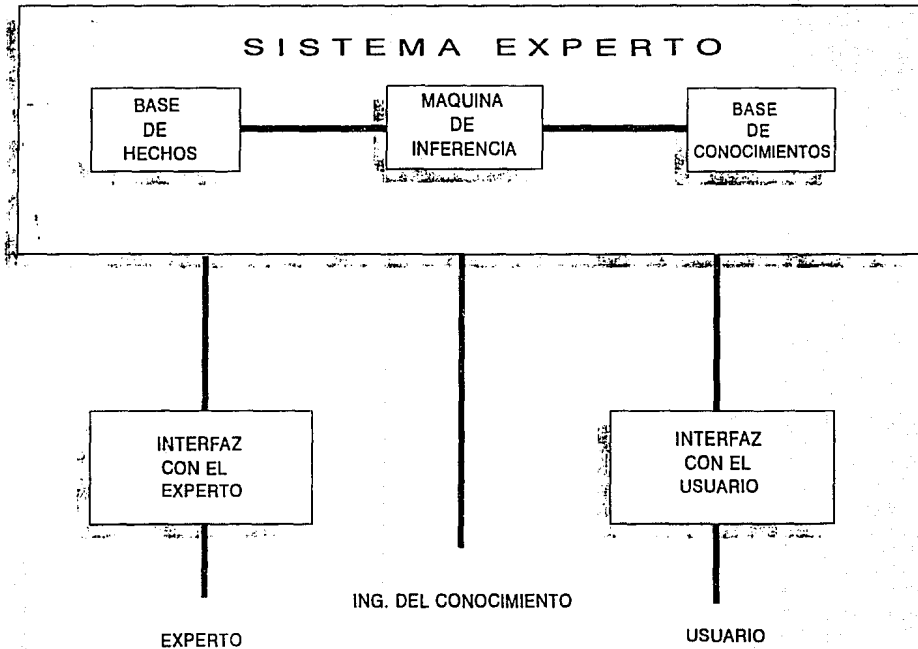 SISTEMA EXPERTO
BASE
DE
HECHOS
MAQUINA
DE
INFERENCIA
BASE
DE
CONOCIMIENTOS
INTERFAZ
CON EL
EXPERTO
INTERFAZ
CON EL
USUARIO
ING. DEL CONOCIMIENTO
EXPERTO
USUARIO